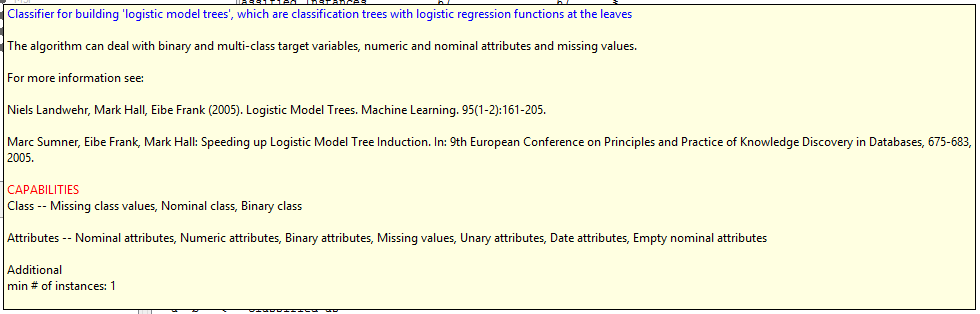 Classifier for building 'logistic model trees', which are classification trees with logistic regression functions at the leaves
The algorithm can deal with binary and multi-class target variables, numeric and nominal attributes and missing values.
For more information see:
Niels Landwehr, Mark Hall, Eibe Frank (2005). Logistic Model Trees. Machine Learning. 95(1-2):161-205.
Marc Sumner, Eibe Frank, Mark Hall: Speeding up Logistic Model Tree Induction. In: 9th European Conference on Principles and Practice of Knowledge Discovery in Databases, 675-683,
2005.
CAPABILITIES
Class -- Missing class values, Nominal class, Binary class
Attributes -- Nominal attributes, Numeric attributes, Binary attributes, Missing values, Unary attributes, Date attributes, Empty nominal attributes
Additional
min # of instances: 1